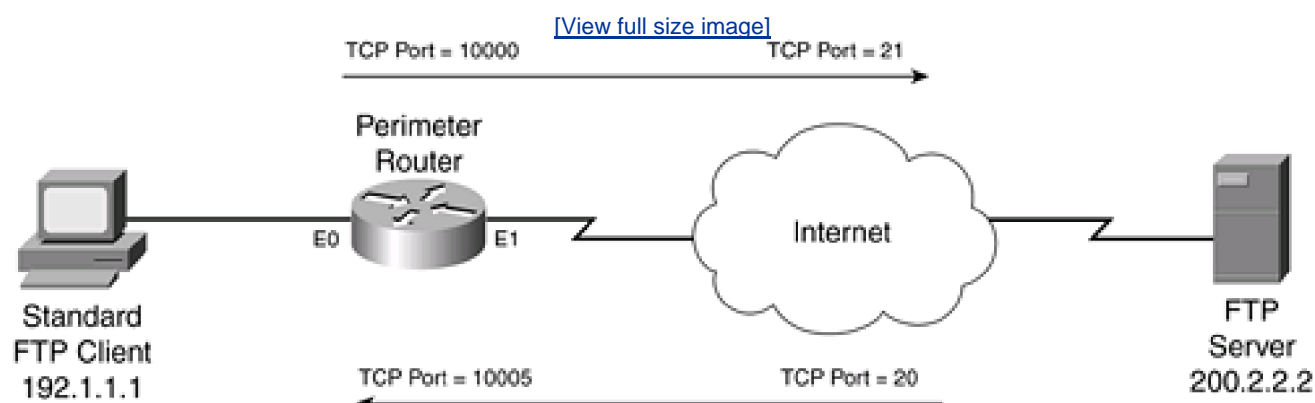 [View full size image]
TCP Port = 10000
TCP Port = 21
Perimeter
Router
E0
E1
Internet
Standard
FTP Client
192.1.1.1
FTP
Server
200.2.2.2
TCP Port = 10005
TCP Port = 20